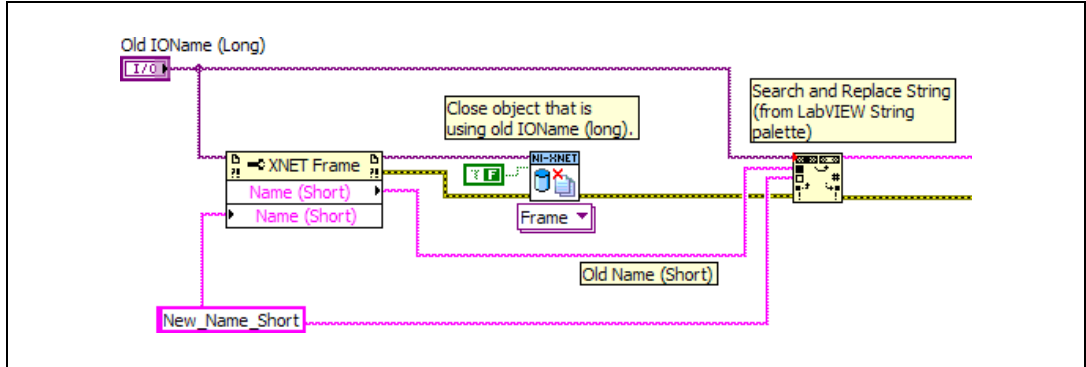 Old IOName (Long)
I/O
Search and Replace String
(from LabVIEW String
palette)
Close object that is
using old IOName (long).
XNET Frame
NI-XNET
?!
?!
F
Name (Short)
Name (Short)
Frame
Old Name (Short)
New_Name_Short